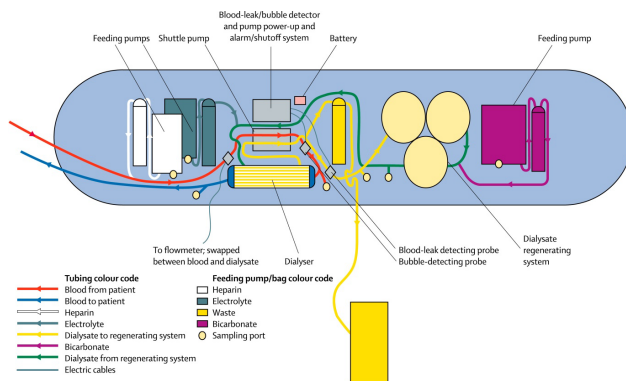 Blood-leak/bubble detector
and pump power-up and
alarm/shutoff system
Feeding pumps
Shuttle pump
Battery
Feeding pump
To flowmeter; swapped
between blood and dialysate
Dialyser
Blood-leak detecting probe
Bubble-detecting probe
Dialysate
regenerating
system
Tubing colour code
Blood from patient
Blood to patient
Heparin
Electrolyte
Dialysate to regenerating system
Bicarbonate
Dialysate from regenerating system
Electric cables
Feeding pump/bag colour code
Heparin
Electrolyte
Waste
Bicarbonate
Sampling port